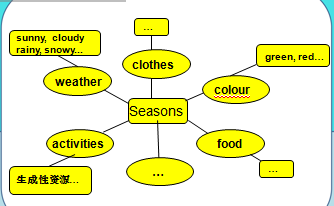 ...
sunny, cloudy
rainy, snowy...
clothes
green, red...
weather
colour
Seasons
activities
food
生成性资源...
...
...